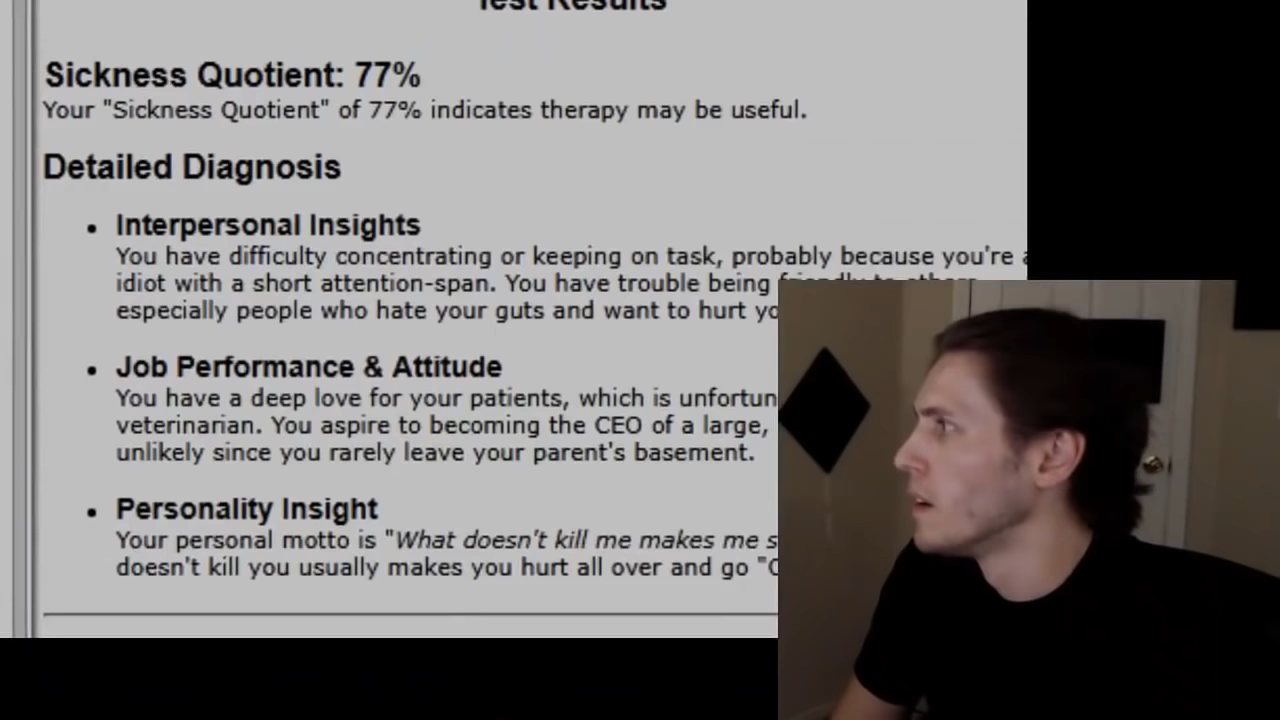 Test Results
Sickness Quotient: 77%
Your "Sickness Quotient" of 77% indicates therapy may be useful.
Detailed Diagnosis
• Interpersonal Insights
You have difficulty concentrating or keeping on task, probably because you're
idiot with a short attention-span. You have trouble being friendly to others
especially people who hate your guts and want to hurt
• Job Performance & Attitude
You have a deep love for your patients, which is
veterinarian. You aspire to becoming the CEO of a large,
unlikely since you rarely leave your parent's basement.
• Personality Insight
Your personal motto is "What doesn't kill me makes me
doesn't kill you usually makes you hurt all over and go